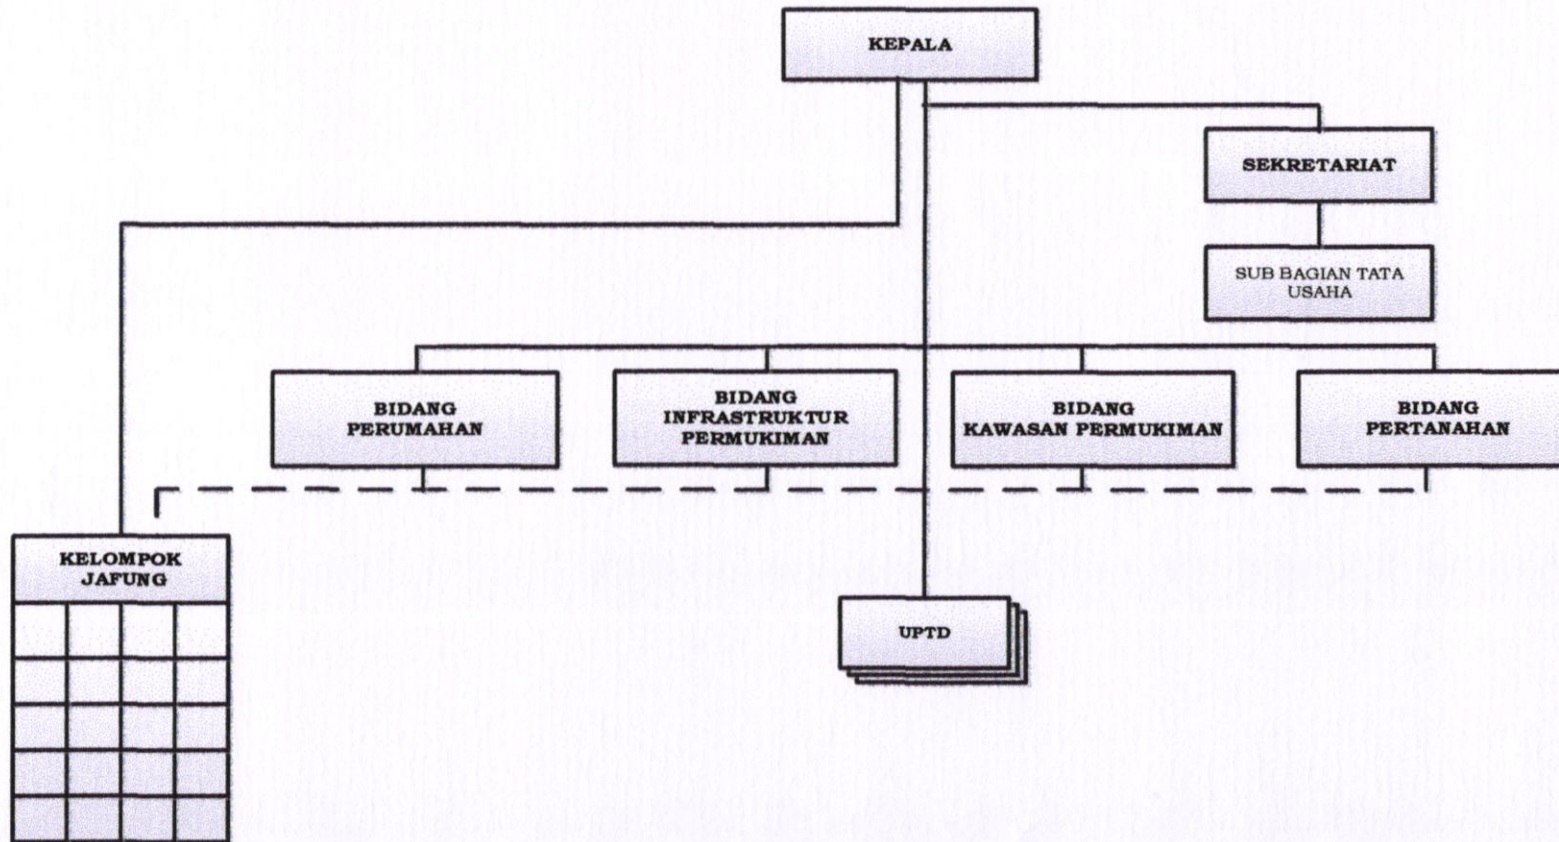 KEPALA
SEKRETARIAT
SUB BAGIAN TATA
USAHA
BIDANG
PERUMAHAN
BIDANG
INFRASTRUKTUR
PERMUKIMAN
BIDANG
KAWASAN PERMUKIMAN
BIDANG
PERTANAHAN
KELOMPOK
JAFUNG
UPTD